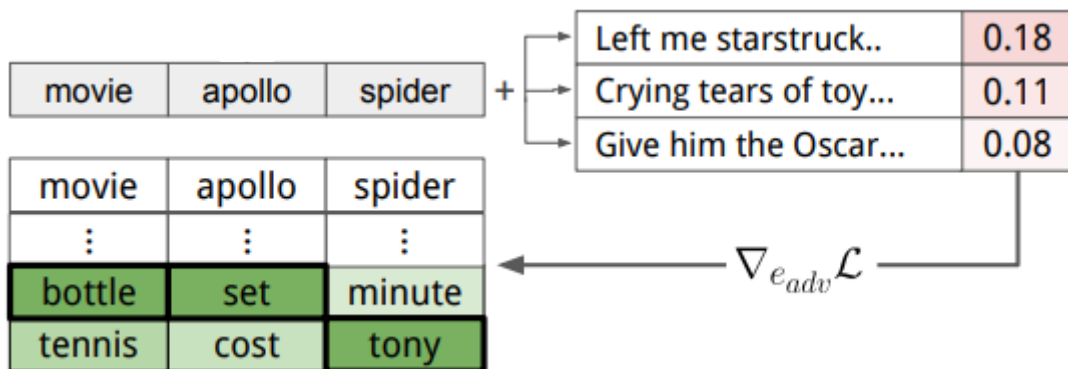 Left me starstruck.. 0.18
movie apollo spider + Crying tears of toy... 0.11
Give him the Oscar... 0.08
movie apollo spider
⋮ ⋮ ⋮
∇e_adv ℒ
bottle set minute
tennis cost tony